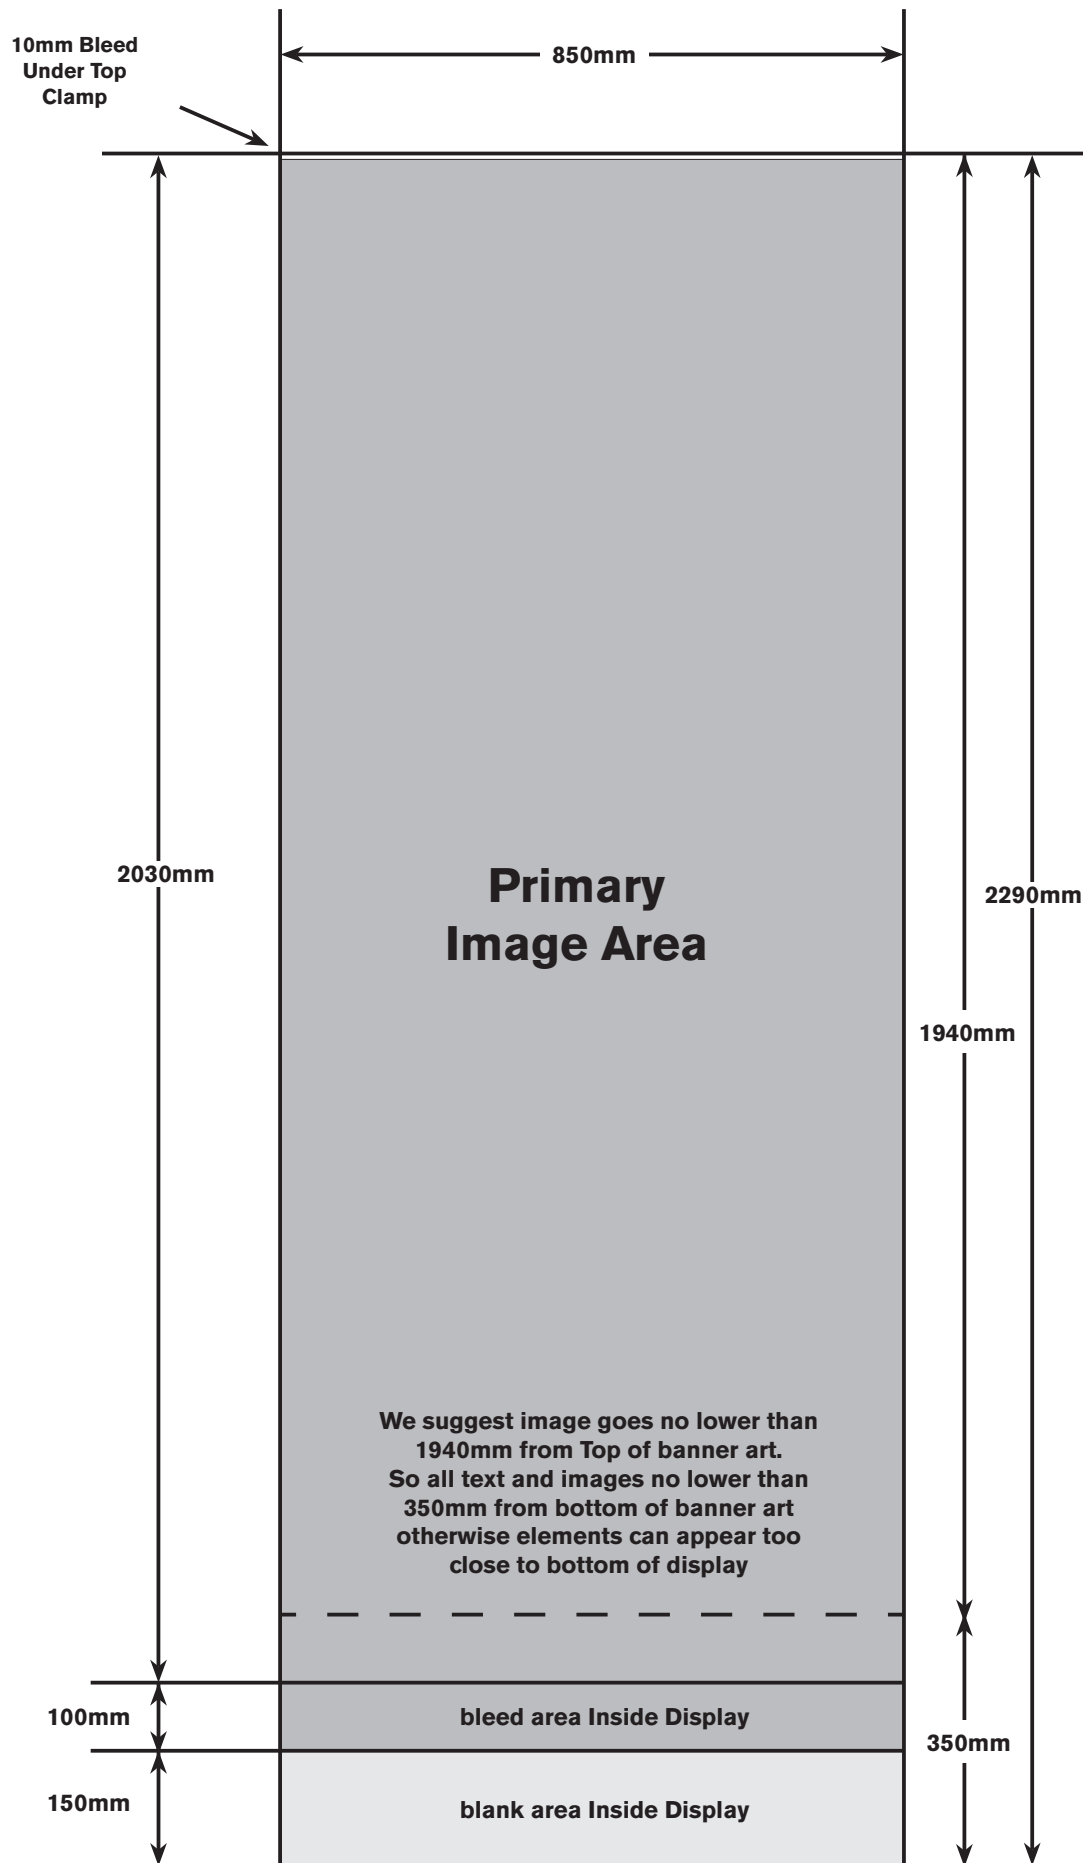 10mm Bleed
Under Top
Clamp
850mm
2030mm
Primary
Image Area
2290mm
1940mm
We suggest image goes no lower than
1940mm from Top of banner art.
So all text and images no lower than
350mm from bottom of banner art
otherwise elements can appear too
close to bottom of display
100mm
bleed area Inside Display
350mm
150mm
blank area Inside Display